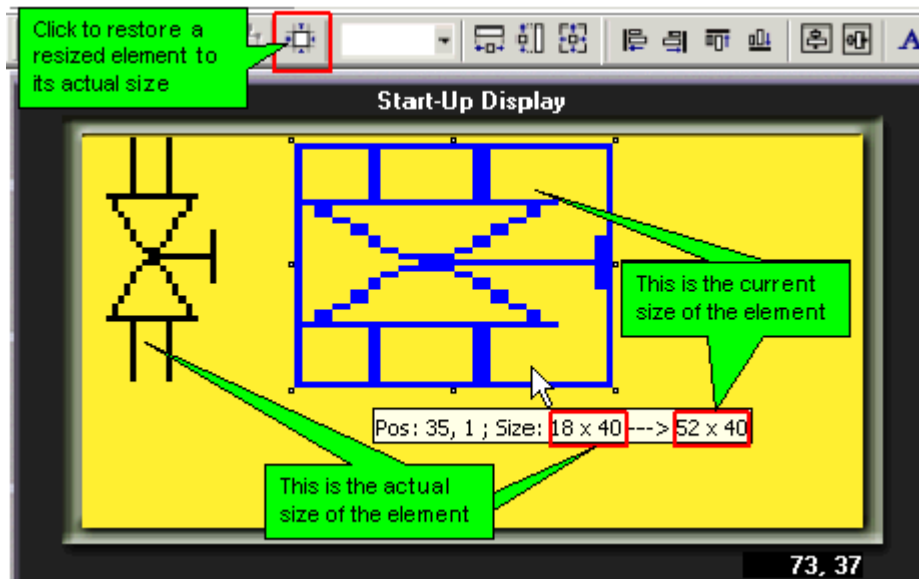 Click to restore a
resized element to
its actual size
A
Start-Up Display
This is the current
size of the element
Pos: 35, 1 ; Size: 18 x 40 ---> 52 x 40
This is the actual
size of the element
73, 37